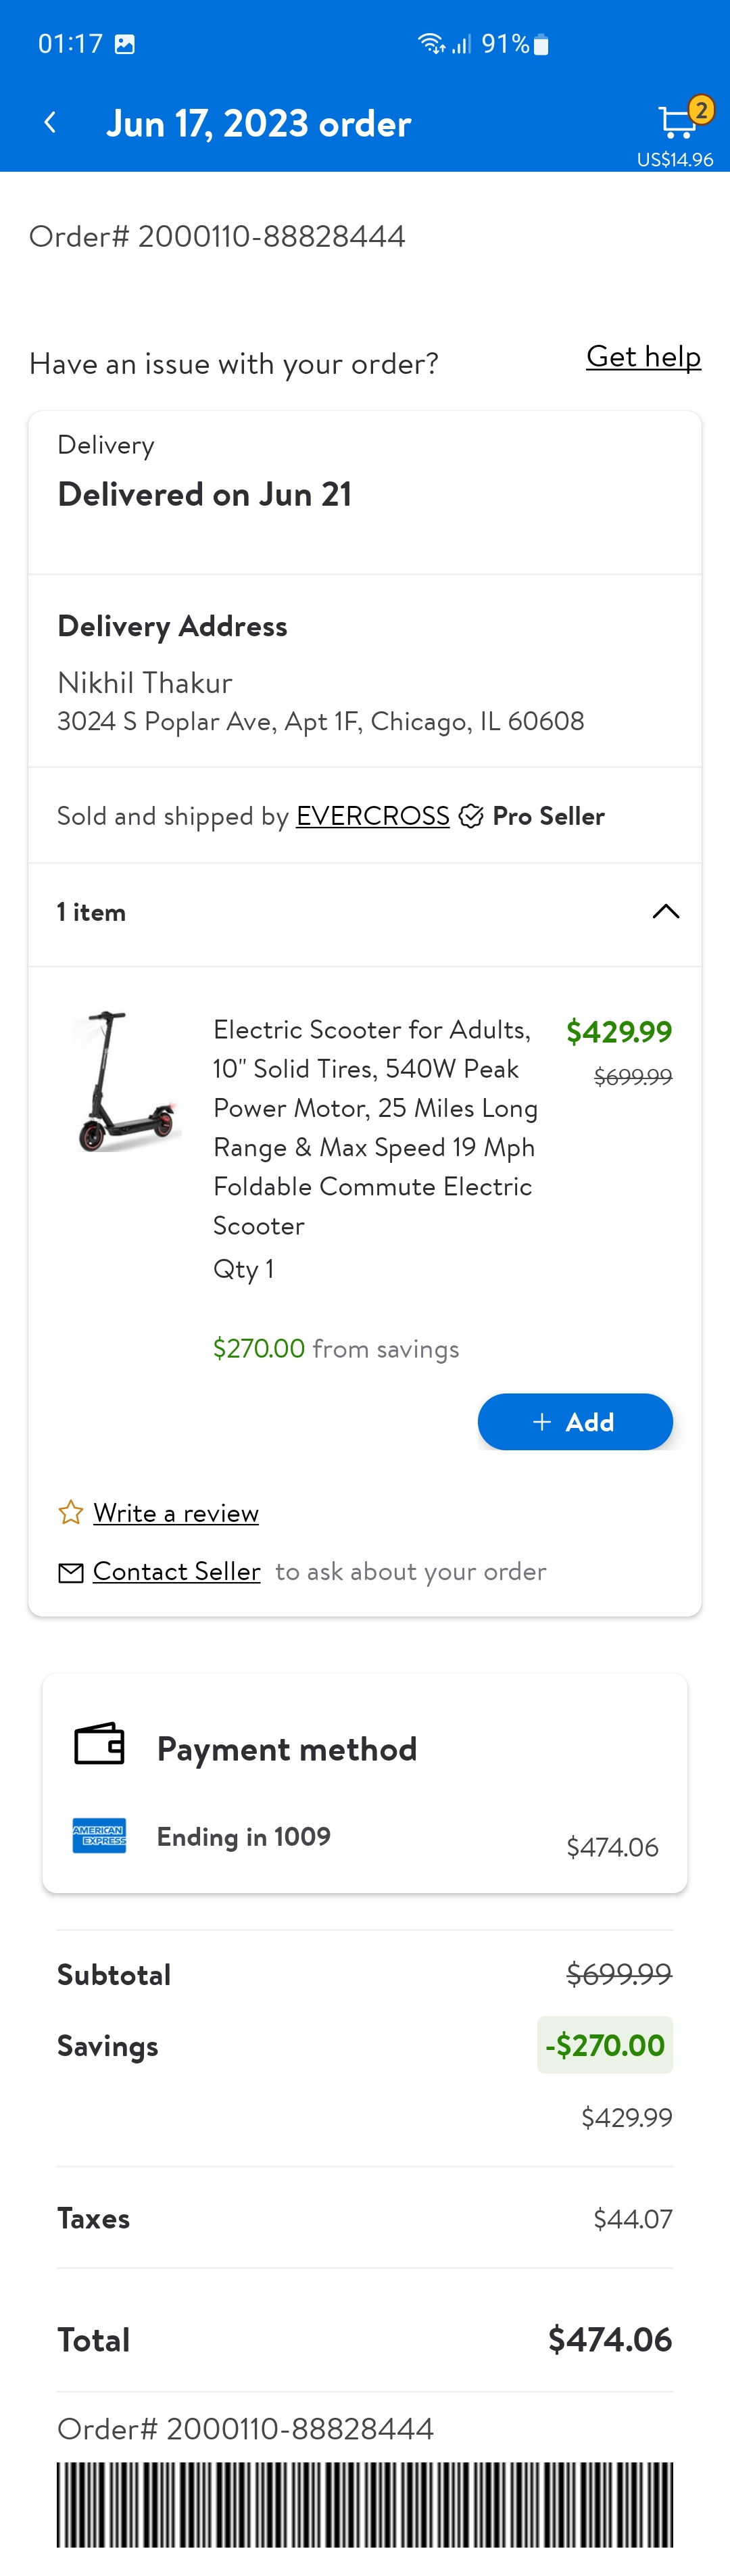 01:17 91%
Jun 17, 2023 order 2
US$14.96
Order# 2000110-88828444
Have an issue with your order? Get help
Delivery
Delivered on Jun 21
Delivery Address
Nikhil Thakur
3024 S Poplar Ave, Apt 1F, Chicago, IL 60608
Sold and shipped by EVERCROSS Pro Seller
1 item
Electric Scooter for Adults, $429.99
10" Solid Tires, 540W Peak $699.99
Power Motor, 25 Miles Long
Range & Max Speed 19 Mph
Foldable Commute Electric
Scooter
Qty 1
$270.00 from savings
+ Add
Write a review
Contact Seller to ask about your order
Payment method
AMERICAN EXPRESS Ending in 1009 $474.06
Subtotal $699.99
Savings -$270.00
$429.99
Taxes $44.07
Total $474.06
Order# 2000110-88828444